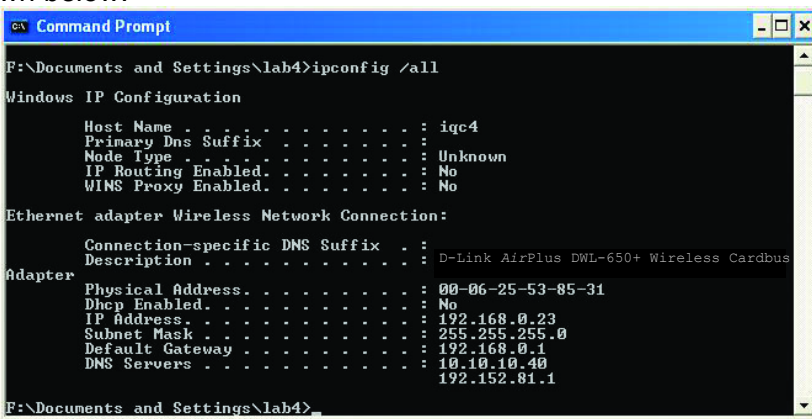 Command Prompt
F:\Documents and Settings\lab4>ipconfig /all
Windows IP Configuration
Host Name . . . . . . . . . . . . : iqc4
Primary Dns Suffix . . . . . . . :
Node Type . . . . . . . . . . . . : Unknown
IP Routing Enabled. . . . . . . . : No
WINS Proxy Enabled. . . . . . . . : No
Ethernet adapter Wireless Network Connection:
Connection-specific DNS Suffix . :
Description . . . . . . . . . . . : D-Link AirPlus DWL-650+ Wireless Cardbus
Adapter
Physical Address. . . . . . . . . : 00-06-25-53-85-31
Dhcp Enabled. . . . . . . . . . . : No
IP Address. . . . . . . . . . . . : 192.168.0.23
Subnet Mask . . . . . . . . . . . : 255.255.255.0
Default Gateway . . . . . . . . . : 192.168.0.1
DNS Servers . . . . . . . . . . . : 10.10.10.40
192.152.81.1
F:\Documents and Settings\lab4>_